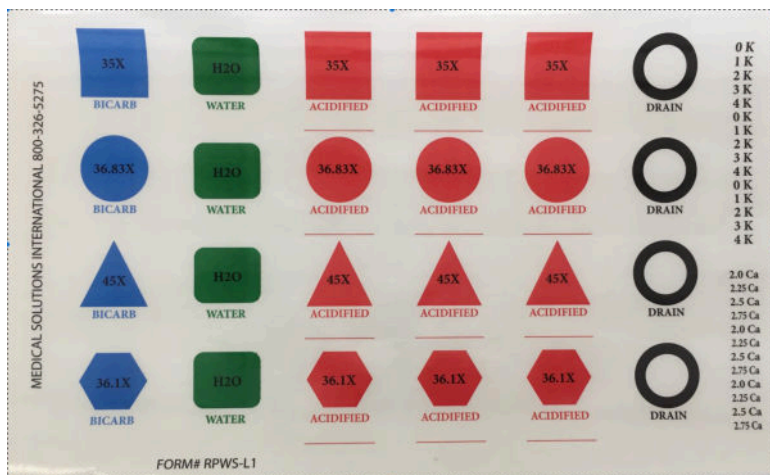 MEDICAL SOLUTIONS INTERNATIONAL 800-326-5275
35X
BICARB
H2O
WATER
35X
ACIDIFIED
35X
ACIDIFIED
35X
ACIDIFIED
DRAIN
36.83X
BICARB
H2O
WATER
36.83X
ACIDIFIED
36.83X
ACIDIFIED
36.83X
ACIDIFIED
DRAIN
45X
BICARB
H2O
WATER
45X
ACIDIFIED
45X
ACIDIFIED
45X
ACIDIFIED
DRAIN
36.1X
BICARB
H2O
WATER
36.1X
ACIDIFIED
36.1X
ACIDIFIED
36.1X
ACIDIFIED
DRAIN
0 K
1 K
2 K
3 K
4 K
0 K
1 K
2 K
3 K
4 K
0 K
1 K
2 K
3 K
4 K
2.0 Ca
2.25 Ca
2.5 Ca
2.75 Ca
2.0 Ca
2.25 Ca
2.5 Ca
2.75 Ca
2.0 Ca
2.25 Ca
2.5 Ca
2.75 Ca
FORM# RPWS-L1